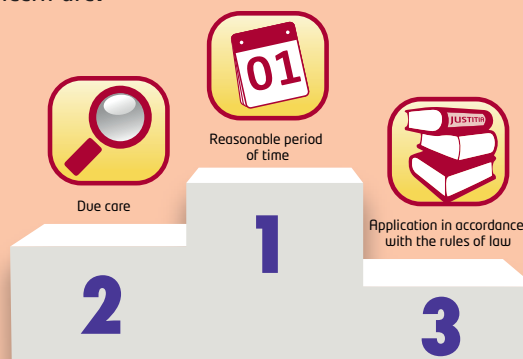 01
Reasonable period
of time
JUSTITIA
Due care
Application in accordance
with the rules of law
1
2
3